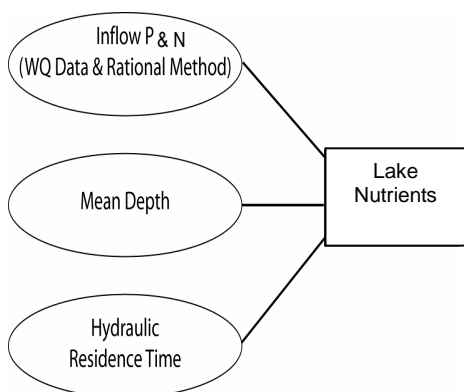 Inflow P & N
(WQ Data & Rational Method)
Mean Depth
Lake
Nutrients
Hydraulic
Residence Time